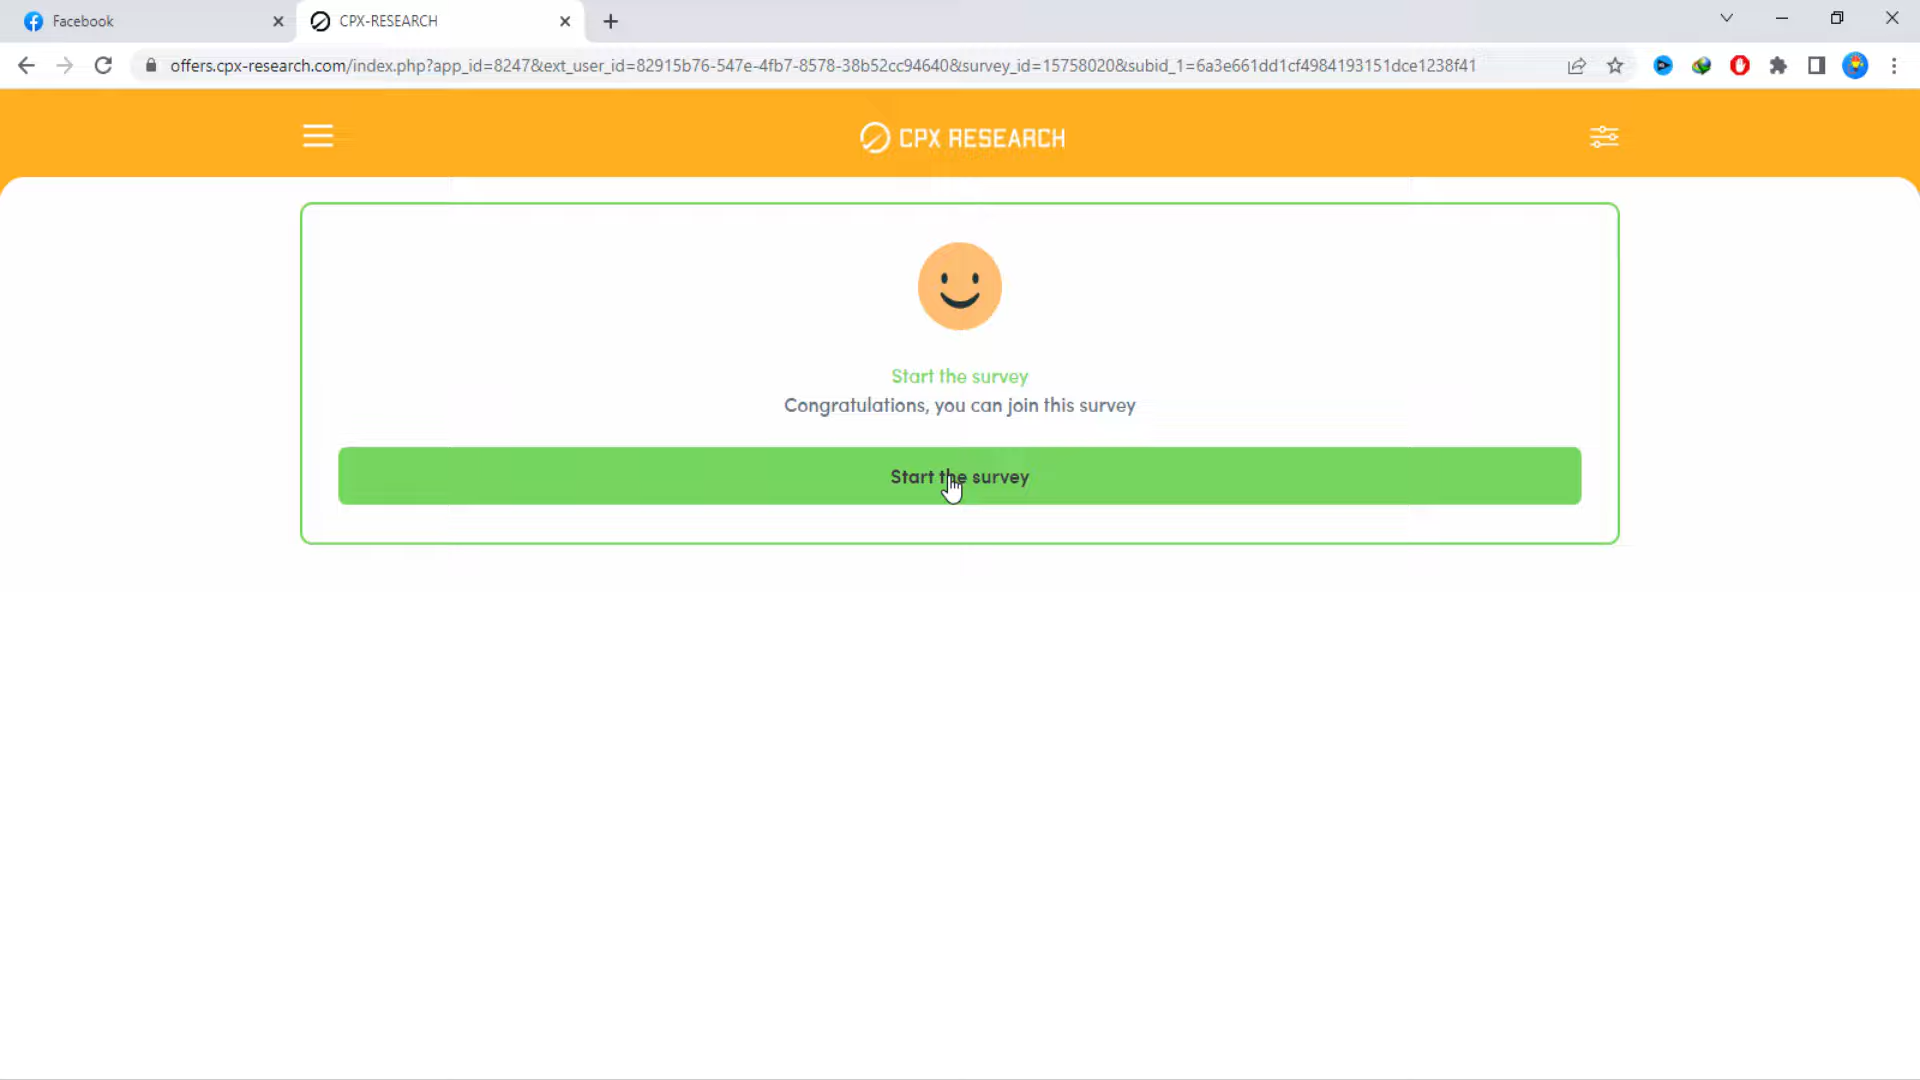 Facebook
CPX-RESEARCH
offers.cpx-research.com/index.php?app_id=8247&ext_user_id=82915b76-547e-4fb7-8578-38b52cc94640&survey_id=15758020&subid_1=6a3e661dd1cf4984193151dce1238f41
CPX RESEARCH
Start the survey
Congratulations, you can join this survey
Start the survey